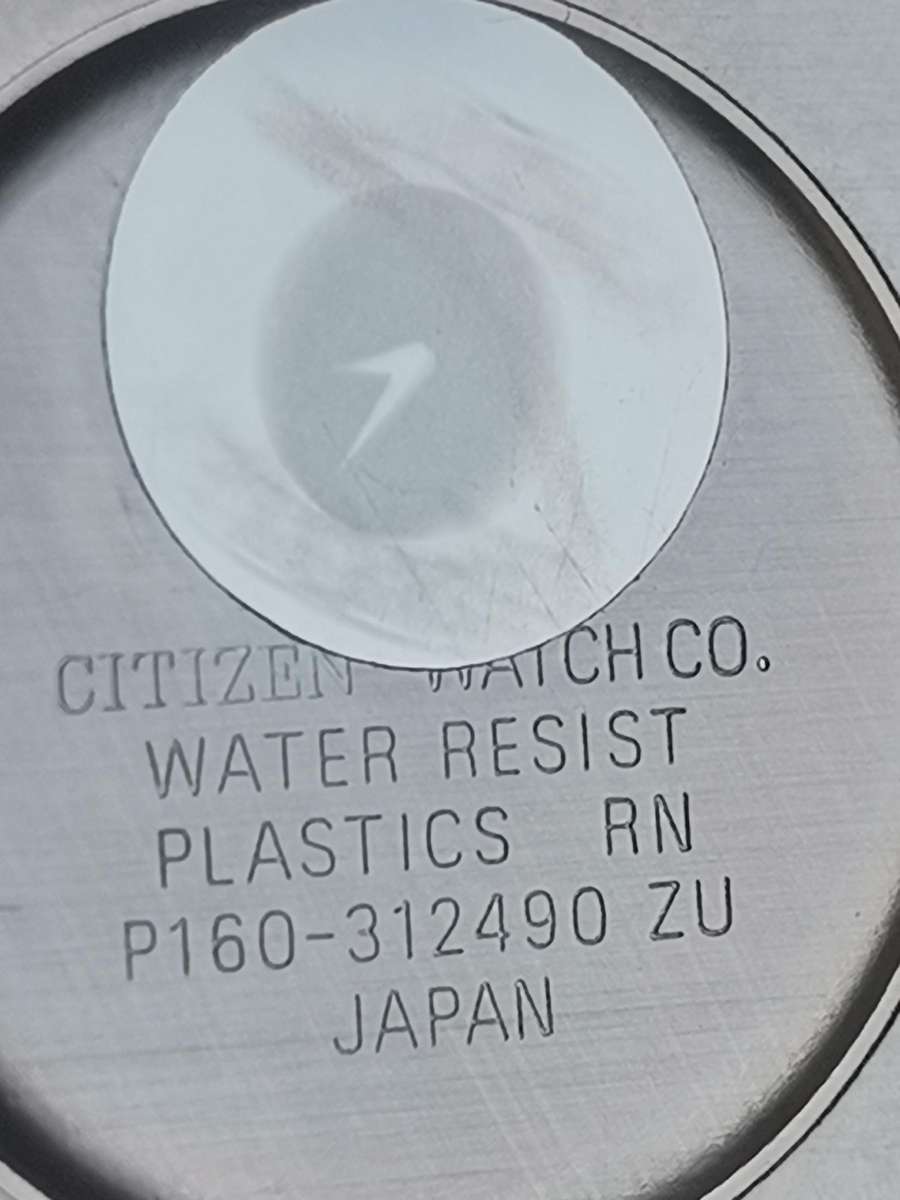 CITIZEN WATCH CO.
WATER RESIST
PLASTICS RN
P160-312490 ZU
JAPAN